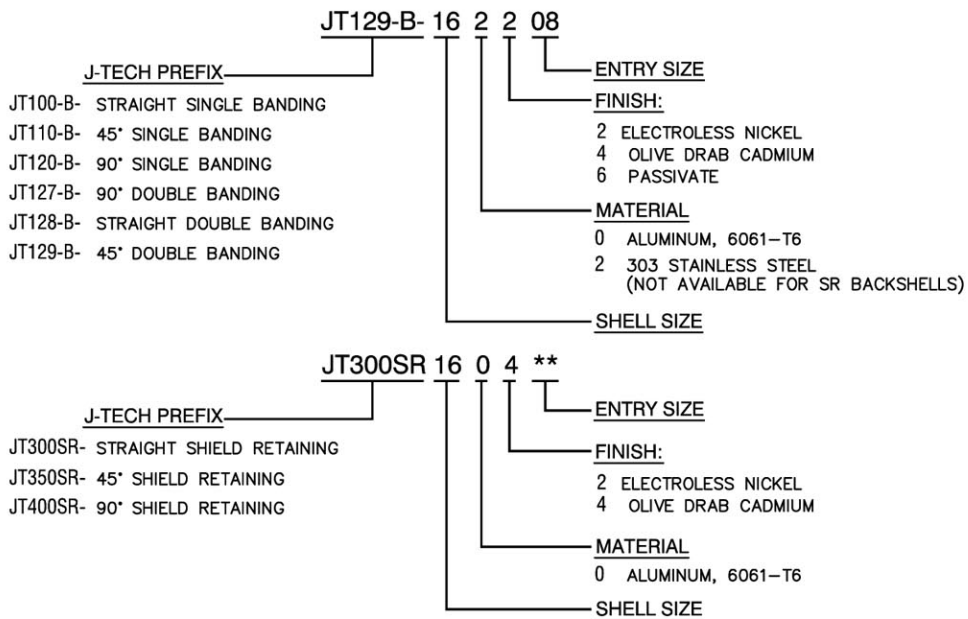 JT129-B- 16 2 2 08
J-TECH PREFIX
JT100-B- STRAIGHT SINGLE BANDING
JT110-B- 45° SINGLE BANDING
JT120-B- 90° SINGLE BANDING
JT127-B- 90° DOUBLE BANDING
JT128-B- STRAIGHT DOUBLE BANDING
JT129-B- 45° DOUBLE BANDING
ENTRY SIZE
FINISH:
2 ELECTROLESS NICKEL
4 OLIVE DRAB CADMIUM
6 PASSIVATE
MATERIAL
0 ALUMINUM, 6061-T6
2 303 STAINLESS STEEL
(NOT AVAILABLE FOR SR BACKSHELLS)
SHELL SIZE
JT300SR 16 0 4 **
J-TECH PREFIX
JT300SR- STRAIGHT SHIELD RETAINING
JT350SR- 45° SHIELD RETAINING
JT400SR- 90° SHIELD RETAINING
ENTRY SIZE
FINISH:
2 ELECTROLESS NICKEL
4 OLIVE DRAB CADMIUM
MATERIAL
0 ALUMINUM, 6061-T6
SHELL SIZE